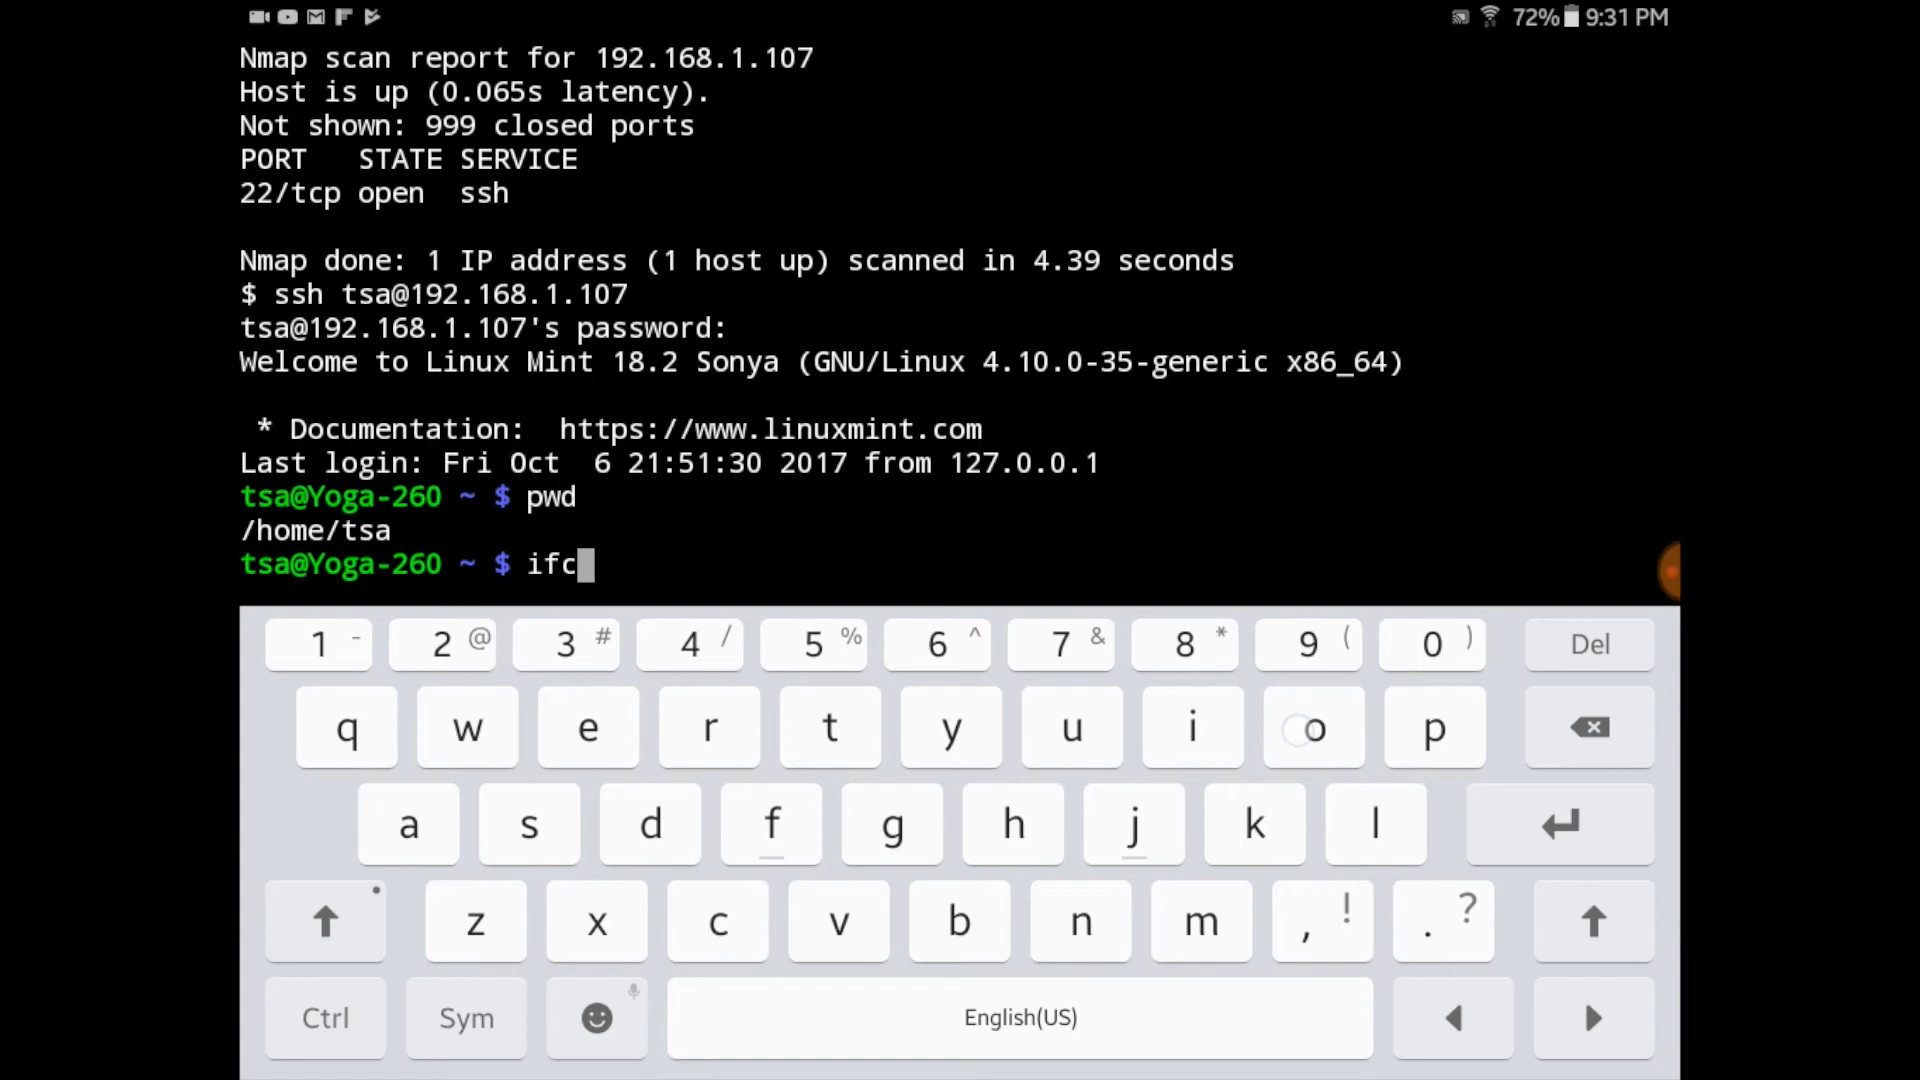 72% 9:31 PM
Nmap scan report for 192.168.1.107
Host is up (0.065s latency).
Not shown: 999 closed ports
PORT   STATE SERVICE
22/tcp open  ssh
Nmap done: 1 IP address (1 host up) scanned in 4.39 seconds
$ ssh tsa@192.168.1.107
tsa@192.168.1.107's password:
Welcome to Linux Mint 18.2 Sonya (GNU/Linux 4.10.0-35-generic x86_64)
 * Documentation:  https://www.linuxmint.com
Last login: Fri Oct  6 21:51:30 2017 from 127.0.0.1
tsa@Yoga-260 ~ $ pwd
/home/tsa
tsa@Yoga-260 ~ $ ifc
1 - 2 @ 3 # 4 / 5 % 6 ^ 7 & 8 * 9 ( 0 ) Del
q w e r t y u i o p
a s d f g h j k l
z x c v b n m , ! . ?
Ctrl Sym English(US)